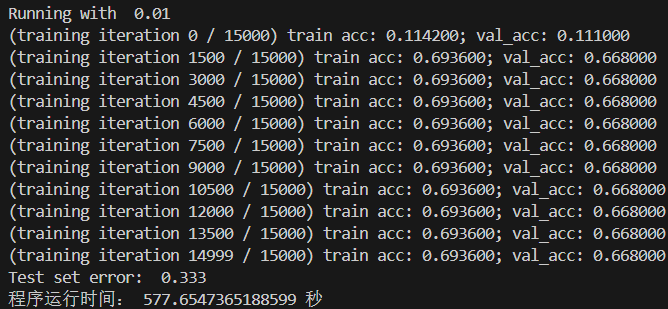 Running with  0.01
(training iteration 0 / 15000) train acc: 0.114200; val_acc: 0.111000
(training iteration 1500 / 15000) train acc: 0.693600; val_acc: 0.668000
(training iteration 3000 / 15000) train acc: 0.693600; val_acc: 0.668000
(training iteration 4500 / 15000) train acc: 0.693600; val_acc: 0.668000
(training iteration 6000 / 15000) train acc: 0.693600; val_acc: 0.668000
(training iteration 7500 / 15000) train acc: 0.693600; val_acc: 0.668000
(training iteration 9000 / 15000) train acc: 0.693600; val_acc: 0.668000
(training iteration 10500 / 15000) train acc: 0.693600; val_acc: 0.668000
(training iteration 12000 / 15000) train acc: 0.693600; val_acc: 0.668000
(training iteration 13500 / 15000) train acc: 0.693600; val_acc: 0.668000
(training iteration 14999 / 15000) train acc: 0.693600; val_acc: 0.668000
Test set error:  0.333
程序运行时间： 577.6547365188599 秒